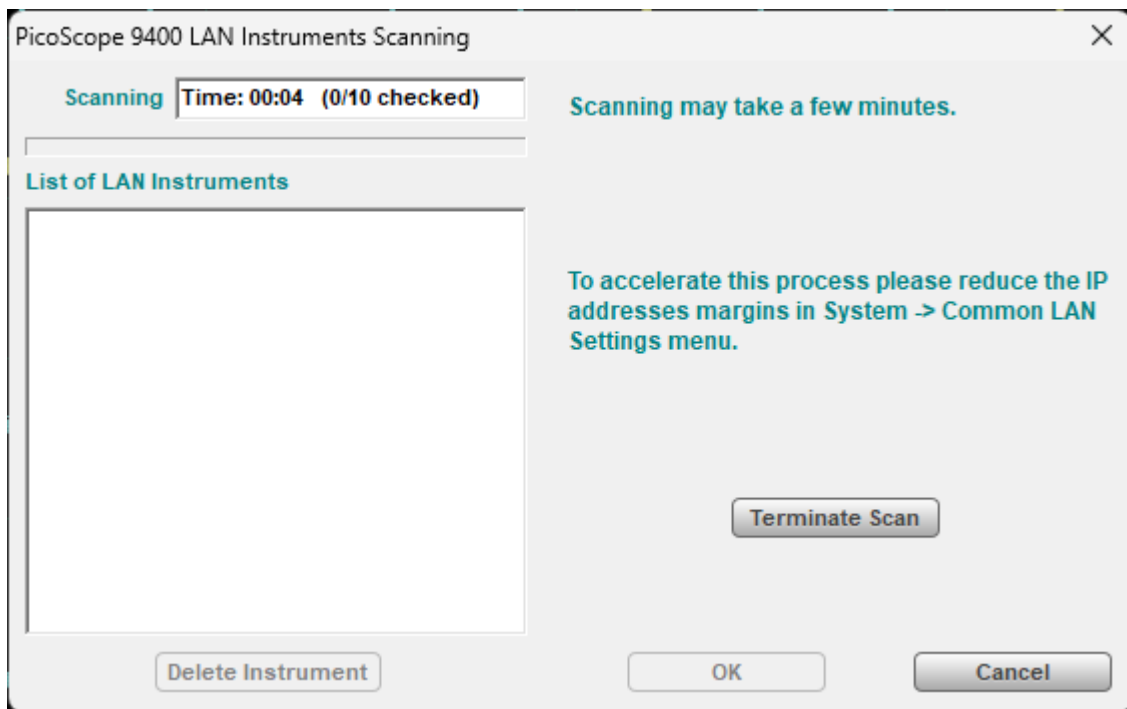 PicoScope 9400 LAN Instruments Scanning
Scanning
Time: 00:04 (0/10 checked)
Scanning may take a few minutes.
List of LAN Instruments
To accelerate this process please reduce the IP
addresses margins in System -> Common LAN
Settings menu.
Terminate Scan
Delete Instrument
OK
Cancel